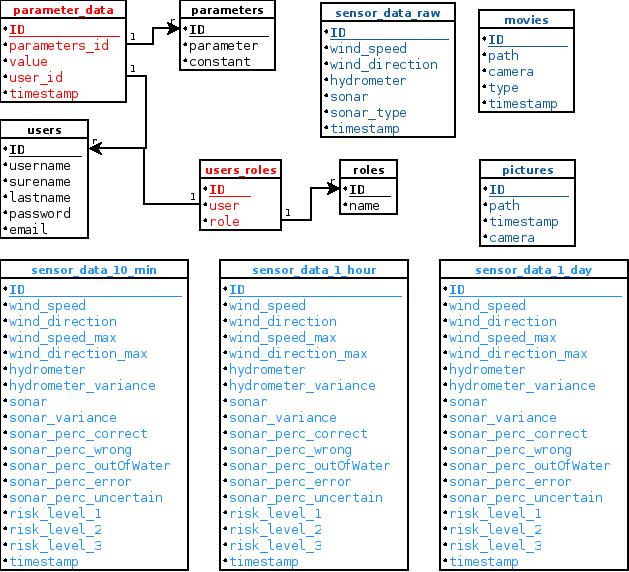 parameter_data
ID
parameters_id
value
user_id
timestamp
1
1
r
parameters
ID
parameter
constant
sensor_data_raw
ID
wind_speed
wind_direction
hydrometer
sonar
sonar_type
timestamp
movies
ID
path
camera
type
timestamp
users
ID
username
surename
lastname
password
email
r
1
users_roles
ID
user
role
1
r
roles
ID
name
pictures
ID
path
timestamp
camera
sensor_data_10_min
ID
wind_speed
wind_direction
wind_speed_max
wind_direction_max
hydrometer
hydrometer_variance
sonar
sonar_variance
sonar_perc_correct
sonar_perc_wrong
sonar_perc_outOfWater
sonar_perc_error
sonar_perc_uncertain
risk_level_1
risk_level_2
risk_level_3
timestamp
sensor_data_1_hour
ID
wind_speed
wind_direction
wind_speed_max
wind_direction_max
hydrometer
hydrometer_variance
sonar
sonar_variance
sonar_perc_correct
sonar_perc_wrong
sonar_perc_outOfWater
sonar_perc_error
sonar_perc_uncertain
risk_level_1
risk_level_2
risk_level_3
timestamp
sensor_data_1_day
ID
wind_speed
wind_direction
wind_speed_max
wind_direction_max
hydrometer
hydrometer_variance
sonar
sonar_variance
sonar_perc_correct
sonar_perc_wrong
sonar_perc_outOfWater
sonar_perc_error
sonar_perc_uncertain
risk_level_1
risk_level_2
risk_level_3
timestamp